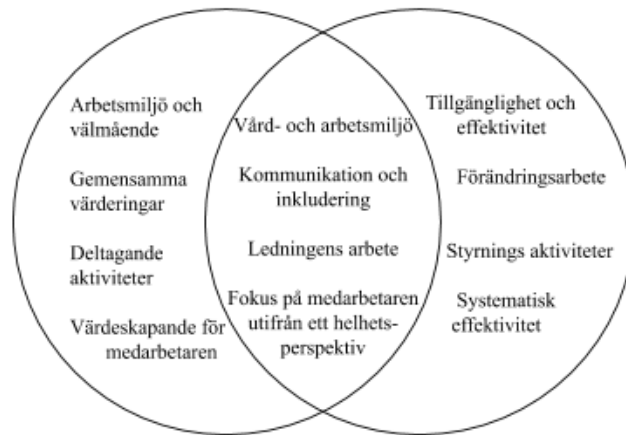 Arbetsmiljö och
välmående
Gemensamma
värderingar
Deltagande
aktiviteter
Värdeskapande för
medarbetaren
Vård- och arbetsmiljö
Kommunikation och
inkludering
Ledningens arbete
Fokus på medarbetaren
utifrån ett helhets-
perspektiv
Tillgänglighet och
effektivitet
Förändringsarbete
Styrnings aktiviteter
Systematisk
effektivitet